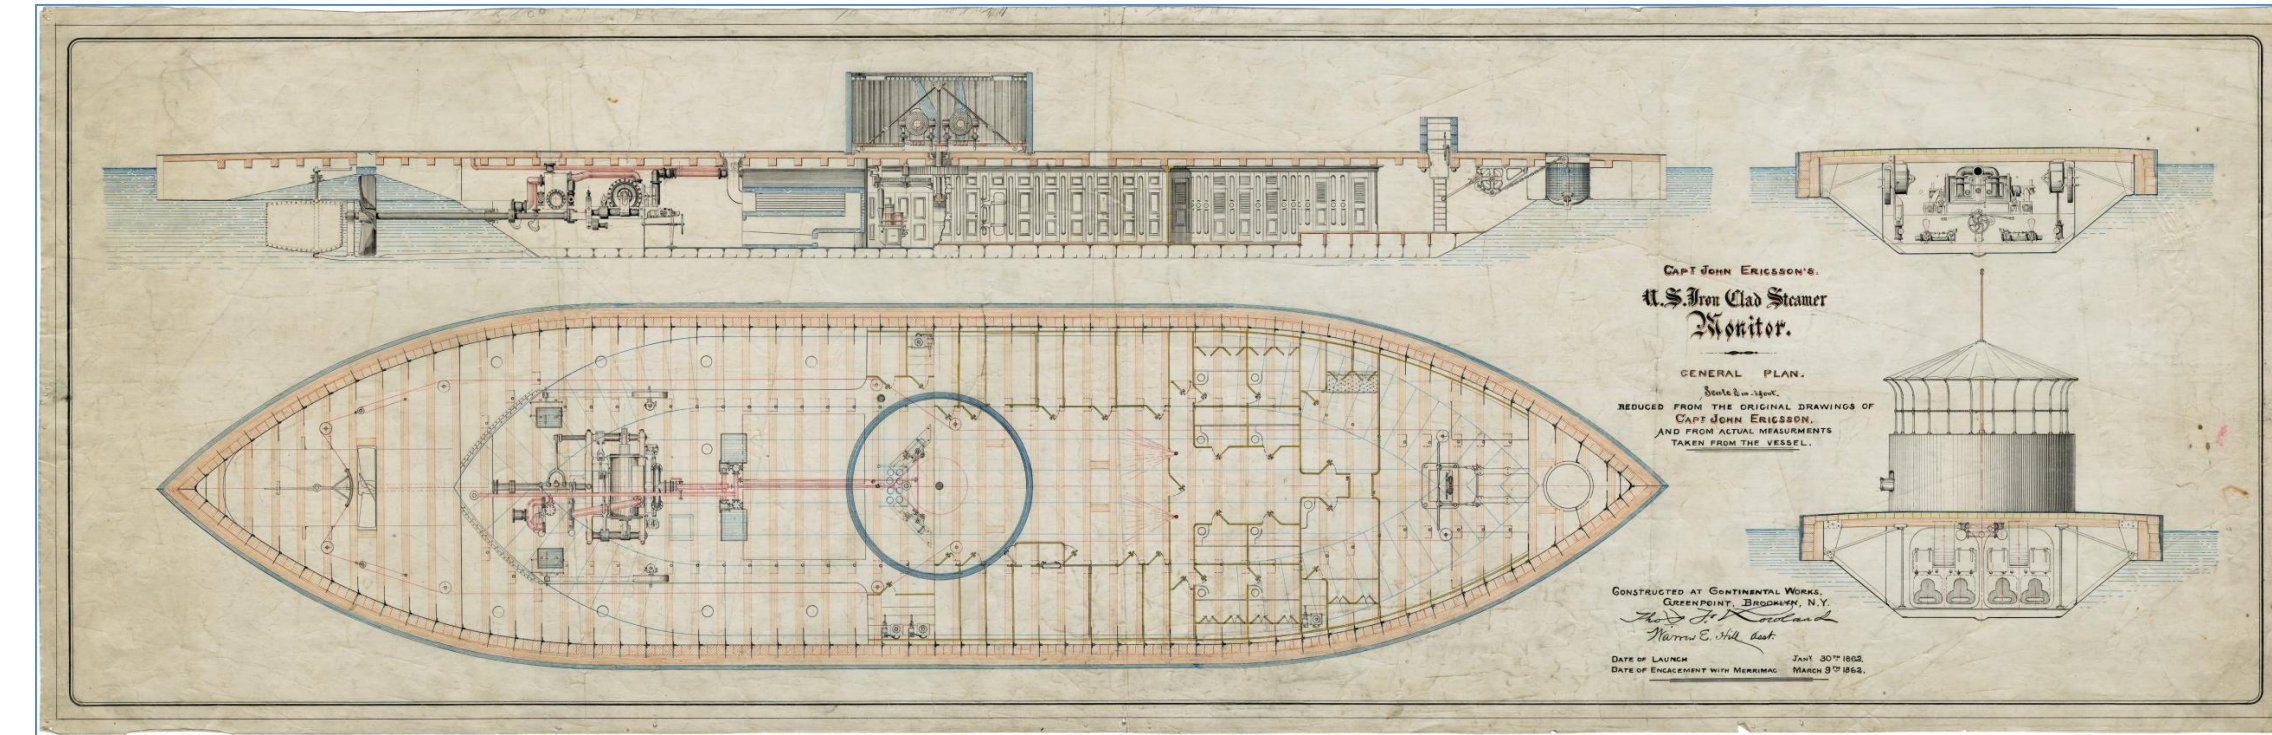 CAPT JOHN ERICSSON'S.
U.S. Iron Clad Steamer
Monitor.
GENERAL PLAN.
REDUCED FROM THE ORIGINAL DRAWINGS OF
CAPT JOHN ERICSSON,
AND FROM ACTUAL MEASURMENTS
TAKEN FROM THE VESSEL.
CONSTRUCTED AT CONTINENTAL WORKS,
GREENPOINT, BROOKLYN, N.Y.
Thos F. Rowland
Warren E. Hill
DATE OF LAUNCH JANY 30TH 1862.
DATE OF ENGAGEMENT WITH MERRIMAC MARCH 9TH 1862.